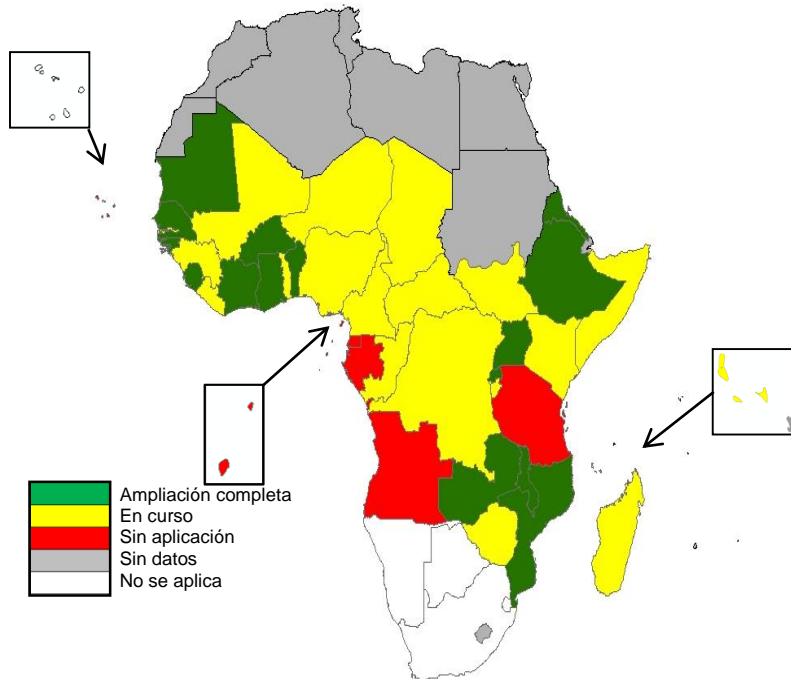 Ampliación completa
En curso
Sin aplicación
Sin datos
No se aplica